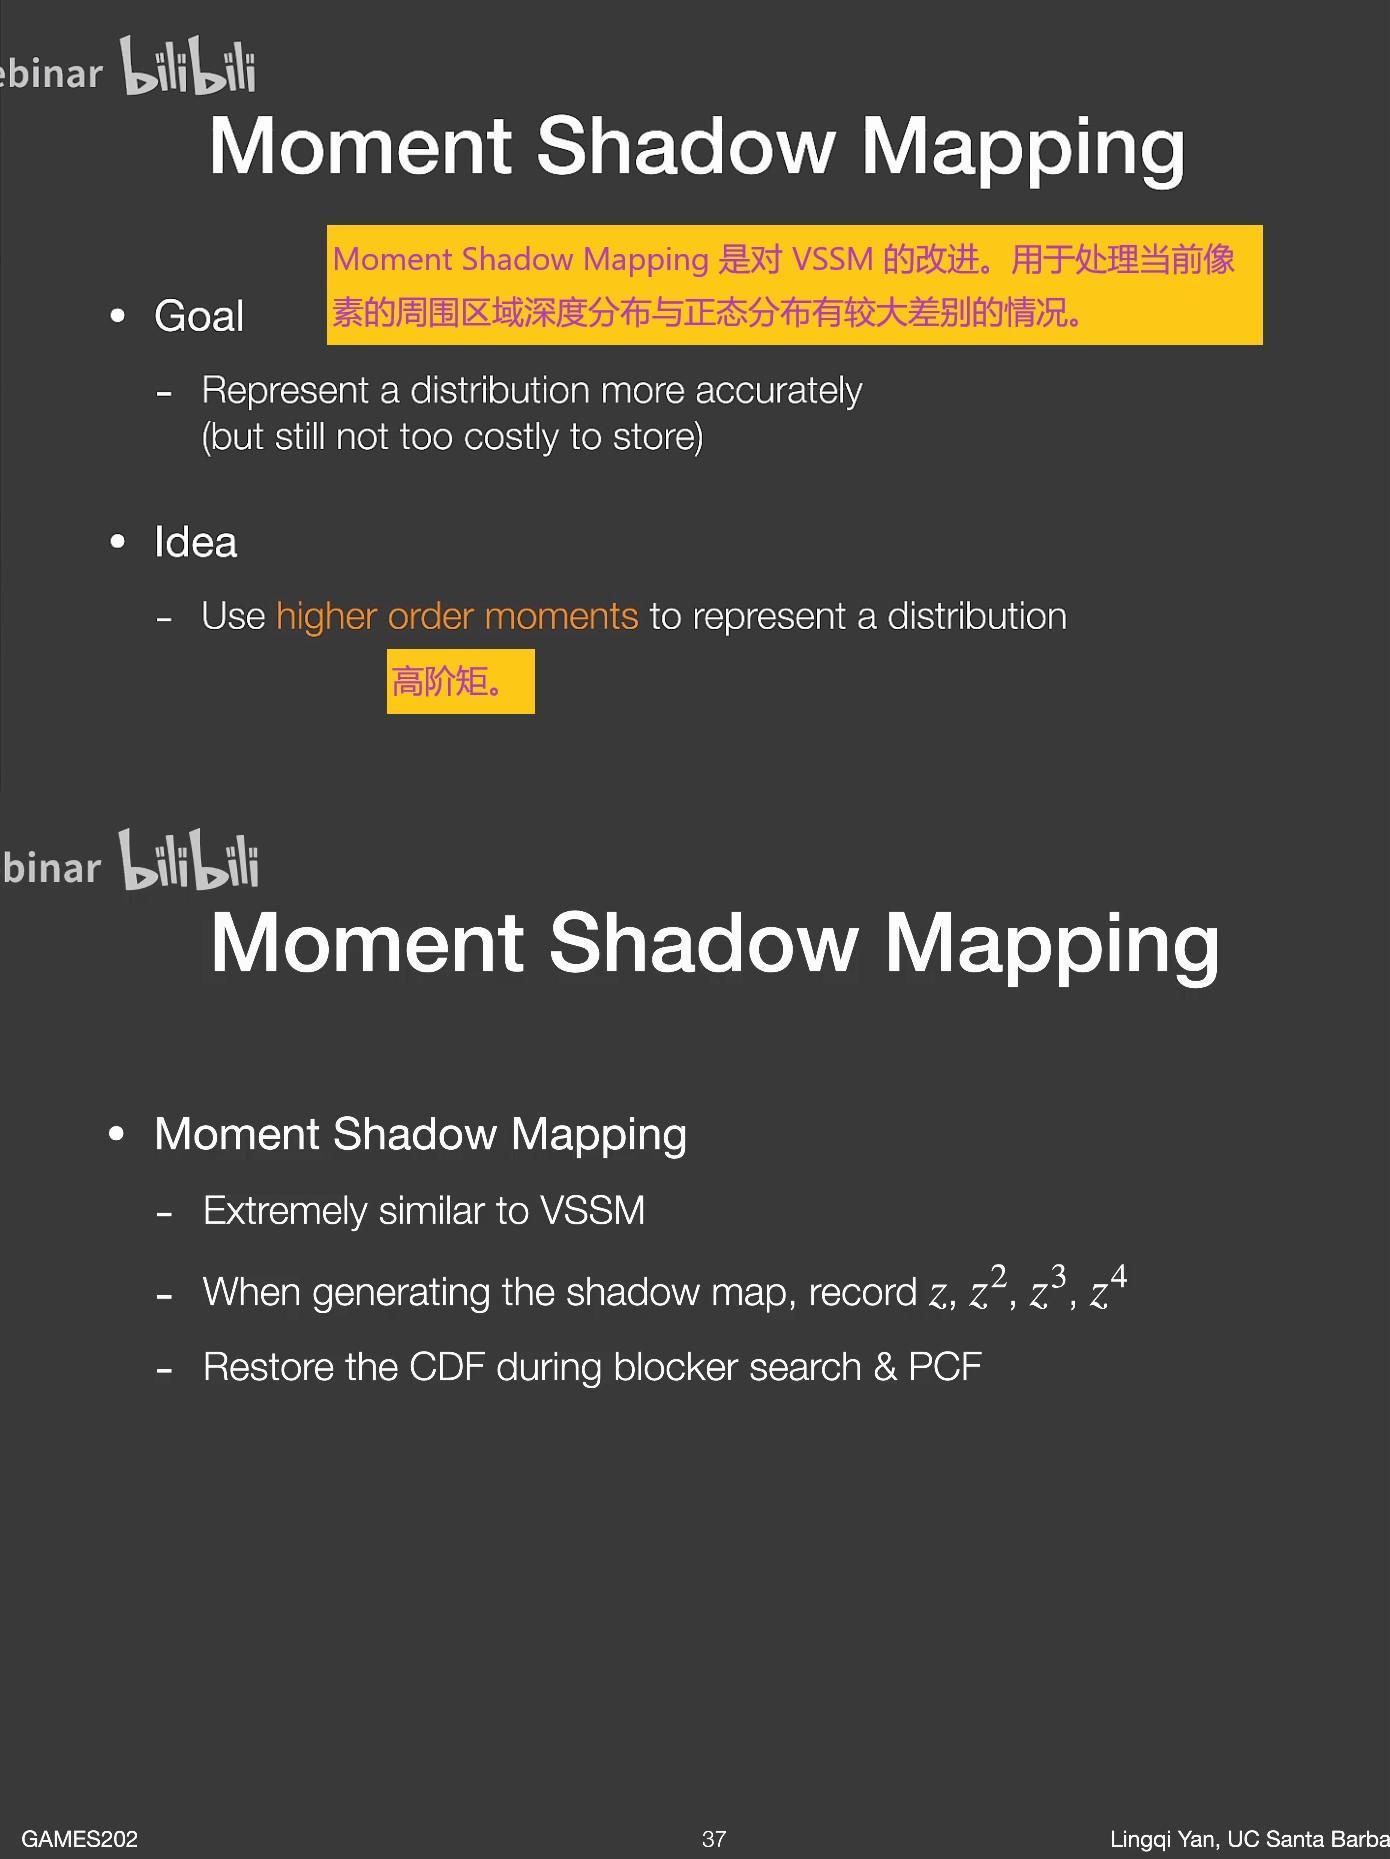 ebinar bilibili
Moment Shadow Mapping
Moment Shadow Mapping 是对 VSSM 的改进。用于处理当前像
素的周围区域深度分布与正态分布有较大差别的情况。
• Goal
- Represent a distribution more accurately
(but still not too costly to store)
• Idea
- Use higher order moments to represent a distribution
高阶矩。
binar bilibili
Moment Shadow Mapping
• Moment Shadow Mapping
- Extremely similar to VSSM
- When generating the shadow map, record z, z², z³, z⁴
- Restore the CDF during blocker search & PCF
GAMES202 37 Lingqi Yan, UC Santa Barba